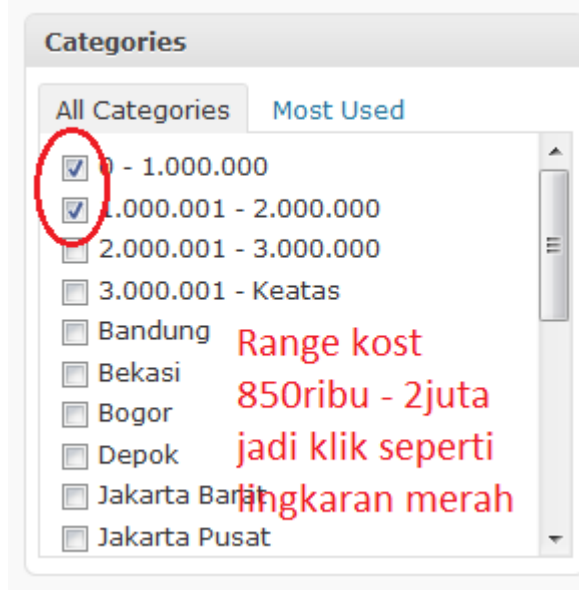 Categories
All Categories Most Used
0 - 1.000.000
1.000.001 - 2.000.000
2.000.001 - 3.000.000
3.000.001 - Keatas
Bandung
Bekasi
Bogor
Depok
Jakarta Barat
Jakarta Pusat
Range kost
850ribu - 2juta
jadi klik seperti
lingkaran merah